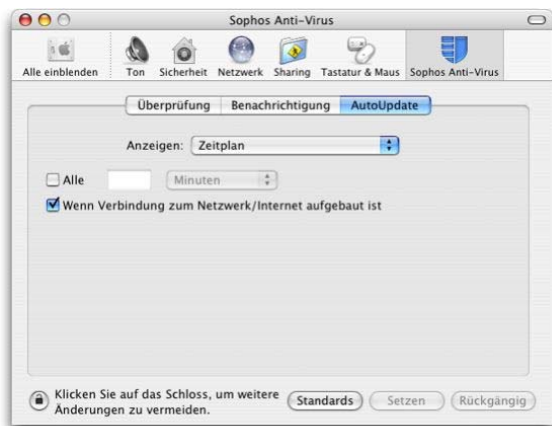 Sophos Anti-Virus
Alle einblenden Ton Sicherheit Netzwerk Sharing Tastatur & Maus Sophos Anti-Virus
Überprüfung Benachrichtigung AutoUpdate
Anzeigen: Zeitplan
Alle Minuten
Wenn Verbindung zum Netzwerk/Internet aufgebaut ist
Klicken Sie auf das Schloss, um weitere
Änderungen zu vermeiden.
Standards Setzen Rückgängig